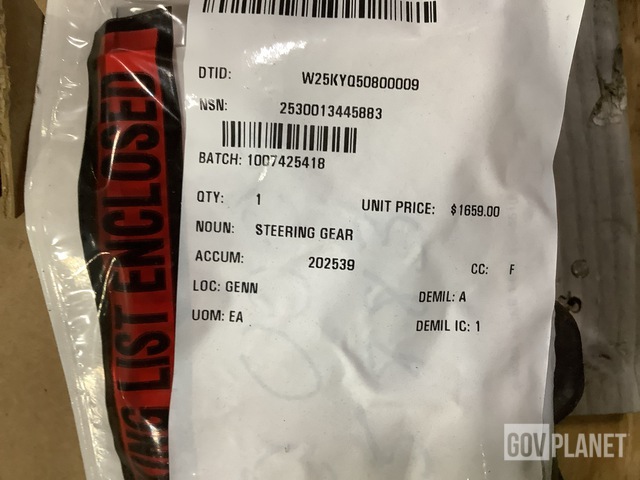 DTID: W25KYQ50800009
NSN: 2530013445883
BATCH: 1007425418
QTY: 1 UNIT PRICE: $1659.00
NOUN: STEERING GEAR
ACCUM: 202539 CC: F
LOC: GENN DEMIL: A
UOM: EA DEMIL IC: 1
LIST ENCLOSED
GOVPLANET